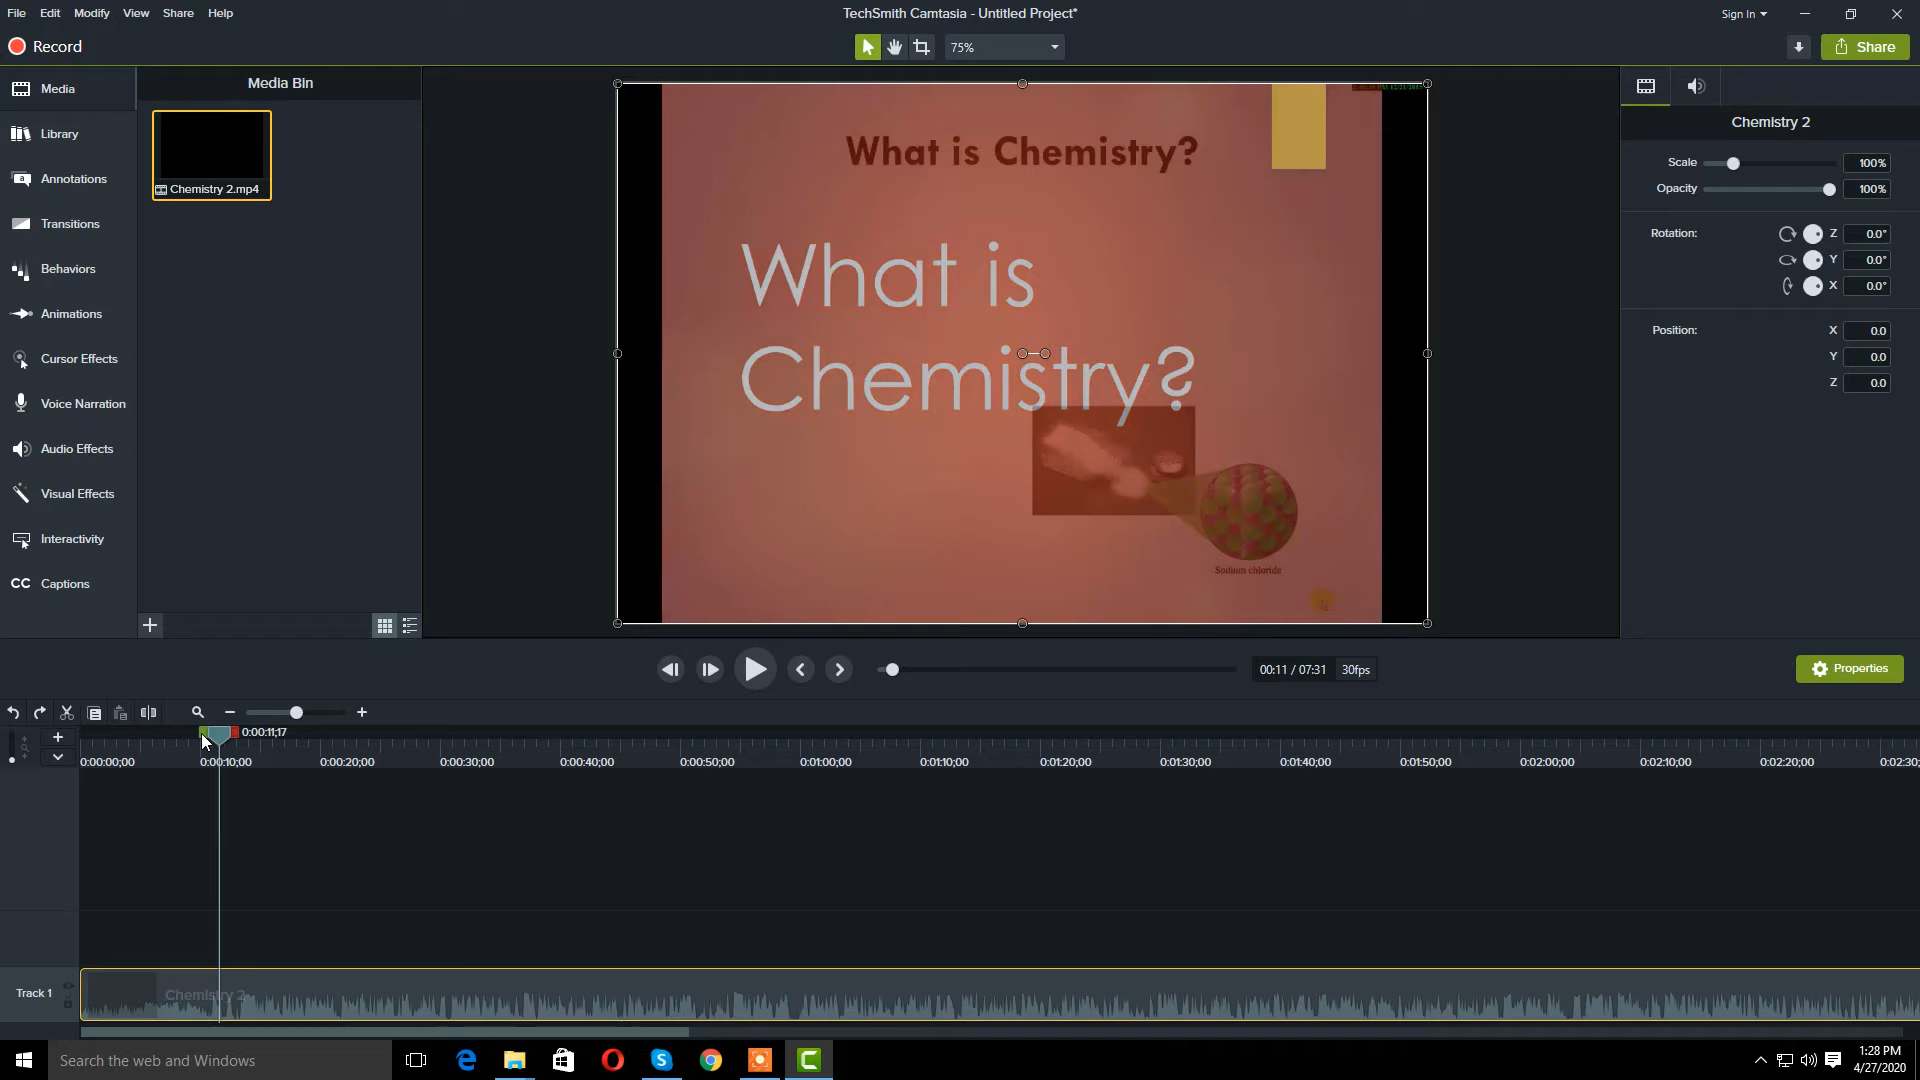 File Edit Modify View Share Help
TechSmith Camtasia - Untitled Project*
Sign In
Record
75%
Share
Media
Library
Annotations
Transitions
Behaviors
Animations
Cursor Effects
Voice Narration
Audio Effects
Visual Effects
Interactivity
CC Captions
Media Bin
Chemistry 2.mp4
What is Chemistry?
What is
Chemistry?
Sodium chloride
Chemistry 2
Scale 100%
Opacity 100%
Rotation: Z 0.0°
Y 0.0°
X 0.0°
Position: X 0.0
Y 0.0
Z 0.0
00:11 / 07:31 30fps
Properties
0:00:11;17
0:00:00;00 0:00:10;00 0:00:20;00 0:00:30;00 0:00:40;00 0:00:50;00 0:01:00;00 0:01:10;00 0:01:20;00 0:01:30;00 0:01:40;00 0:01:50;00 0:02:00;00 0:02:10;00 0:02:20;00 0:02:30;
Track 1
Chemistry 2
Search the web and Windows
1:28 PM
4/27/2020